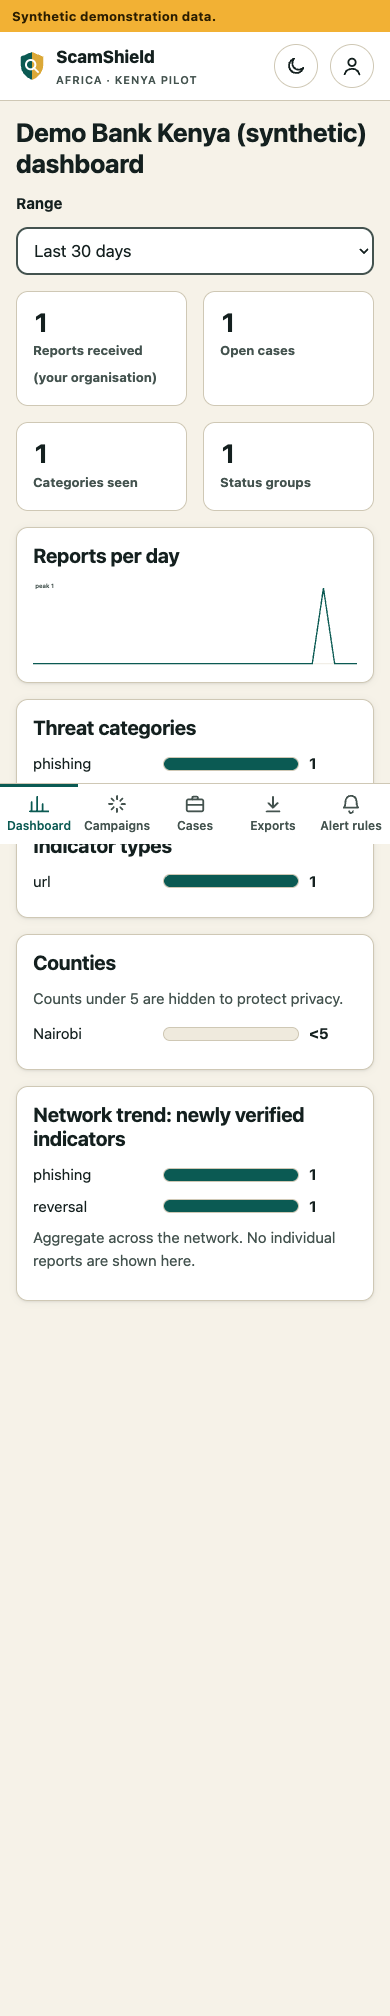 Synthetic demonstration data.
ScamShield
AFRICA · KENYA PILOT
Demo Bank Kenya (synthetic)
dashboard
Range
Last 30 days
1
Reports received
(your organisation)
1
Open cases
1
Categories seen
1
Status groups
Reports per day
peak 1
Threat categories
phishing 1
Dashboard Campaigns Cases Exports Alert rules
Indicator types
url 1
Counties
Counts under 5 are hidden to protect privacy.
Nairobi <5
Network trend: newly verified
indicators
phishing 1
reversal 1
Aggregate across the network. No individual
reports are shown here.